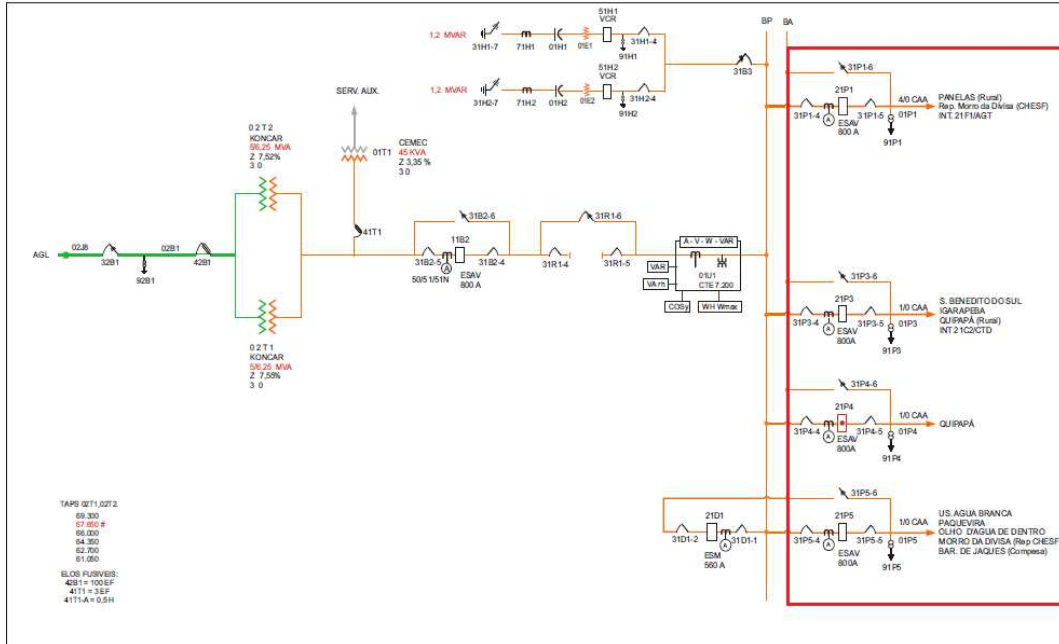 51H1
VCR
1,2 MVAR
31H1-7
71H1
01H1
01E1
91H1
31H1-4
51H2
VCR
1,2 MVAR
31H2-7
71H2
01H2
01E2
91H2
31H2-4
31B3
BP
BA
SERV. AUX.
01T1
CEMEC
45 KVA
Z 3,35 %
3 0
41T1
02T2
KONCAR
5/6,25 MVA
Z 7,52%
3 0
AGL
02J8
32B1
92B1
02B1
42B1
02T1
KONCAR
5/6,25 MVA
Z 7,55%
3 0
31B2-6
11B2
31B2-5
A
50/51/51N
ESAV
800 A
31B2-4
31R1-6
31R1-4
31R1-5
A - V - W - VAR
VAR
VArh
01U1
CTE 7.200
COSy
WH Wmax
31P1-6
21P1
31P1-4
A
ESAV
800 A
31P1-5
4/0 CAA
01P1
91P1
PANELAS (Rural)
Rep. Morro da Divisa (CHESF)
INT. 21F1/AGT
31P3-6
21P3
31P3-4
A
ESAV
800A
31P3-5
1/0 CAA
01P3
91P3
S. BENEDITO DO SUL
IGARAPEBA
QUIPAPÁ (Rural)
INT 21C2/CTD
31P4-6
21P4
31P4-4
A
ESAV
800A
31P4-5
1/0 CAA
01P4
91P4
QUIPAPÁ
31P5-6
21D1
31D1-2
ESM
560 A
A
31D1-1
21P5
31P5-4
A
ESAV
800A
31P5-5
1/0 CAA
01P5
91P5
US. AGUA BRANCA
PAQUEVIRA
OLHO D'AGUA DE DENTRO
MORRO DA DIVISA (Rep CHESF
BAR. DE JAQUES (Compesa)
TAPS 02T1,02T2.
69.300
67.650 #
66.000
64.350
62.700
61.050
ELOS FUSIVEIS:
42B1 = 100 EF
41T1 = 3 EF
41T1-A = 0,5 H